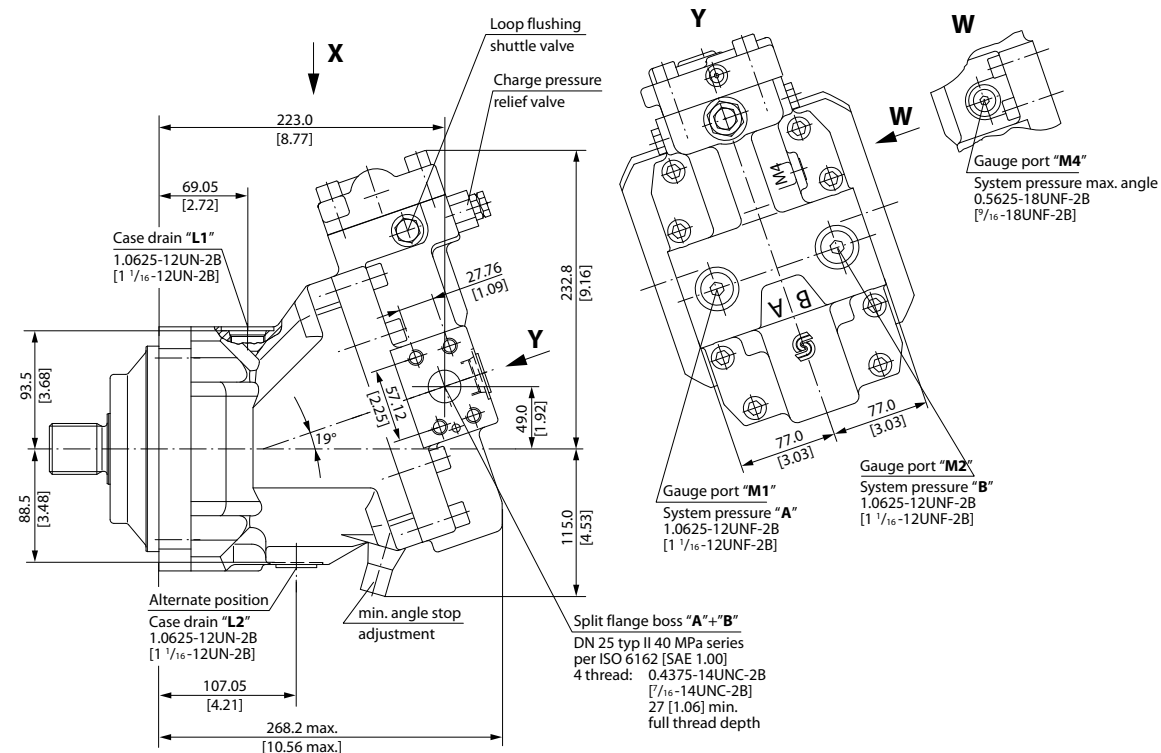 X
Y
W
W
Y
Loop flushing
shuttle valve
Charge pressure
relief valve
223.0
[8.77]
69.05
[2.72]
Case drain "L1"
1.0625-12UN-2B
[1 1/16-12UN-2B]
27.76
[1.09]
232.8
[9.16]
93.5
[3.68]
88.5
[3.48]
19°
57.12
[2.25]
49.0
[1.92]
115.0
[4.53]
Alternate position
Case drain "L2"
1.0625-12UN-2B
[1 1/16-12UN-2B]
min. angle stop
adjustment
107.05
[4.21]
268.2 max.
[10.56 max.]
Split flange boss "A"+"B"
DN 25 typ II 40 MPa series
per ISO 6162 [SAE 1.00]
4 thread: 0.4375-14UNC-2B
[7/16-14UNC-2B]
27 [1.06] min.
full thread depth
M4
B A
77.0
[3.03]
77.0
[3.03]
Gauge port "M1"
System pressure "A"
1.0625-12UNF-2B
[1 1/16-12UNF-2B]
Gauge port "M2"
System pressure "B"
1.0625-12UNF-2B
[1 1/16-12UNF-2B]
Gauge port "M4"
System pressure max. angle
0.5625-18UNF-2B
[9/16-18UNF-2B]